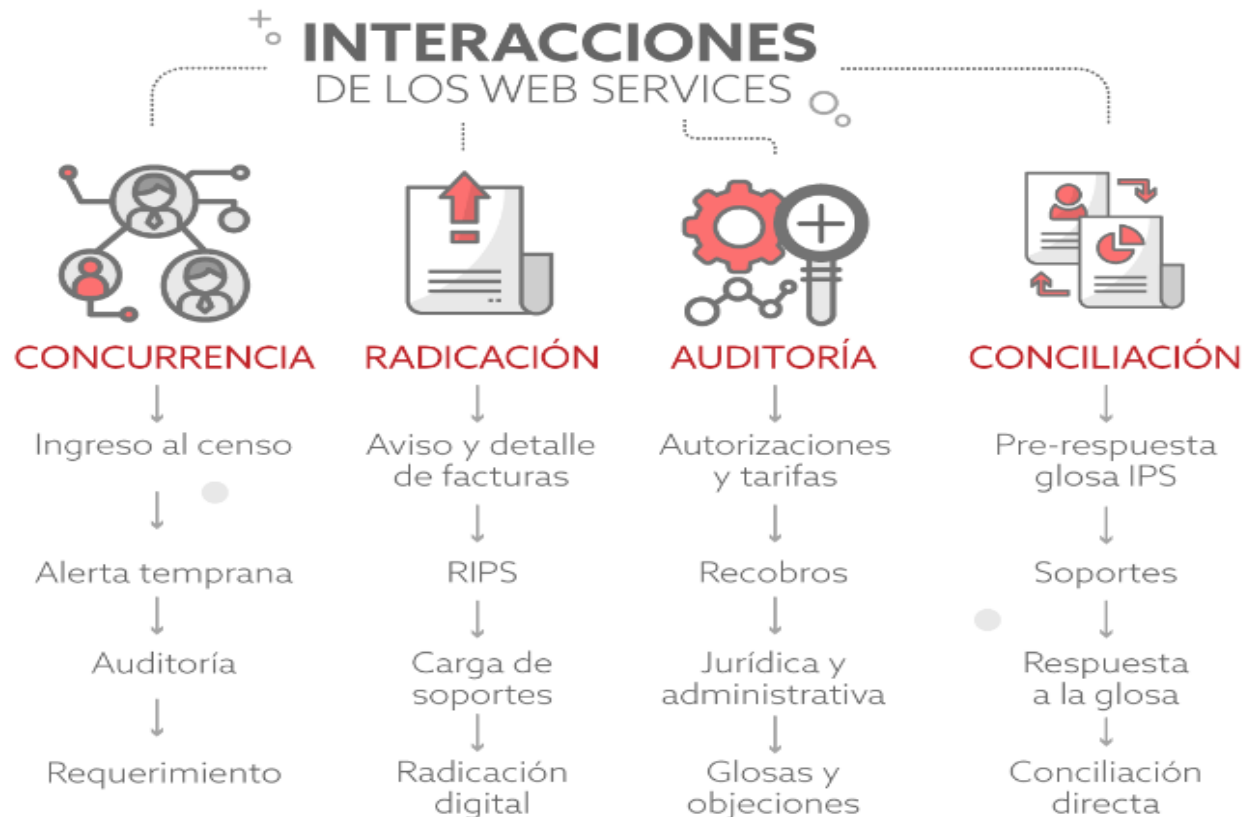 INTERACCIONES
DE LOS WEB SERVICES
CONCURRENCIA
Ingreso al censo
Alerta temprana
Auditoría
Requerimiento
RADICACIÓN
Aviso y detalle
de facturas
RIPS
Carga de
soportes
Radicación
digital
AUDITORÍA
Autorizaciones
y tarifas
Recobros
Jurídica y
administrativa
Glosas y
objeciones
CONCILIACIÓN
Pre-respuesta
glosa IPS
Soportes
Respuesta
a la glosa
Conciliación
directa